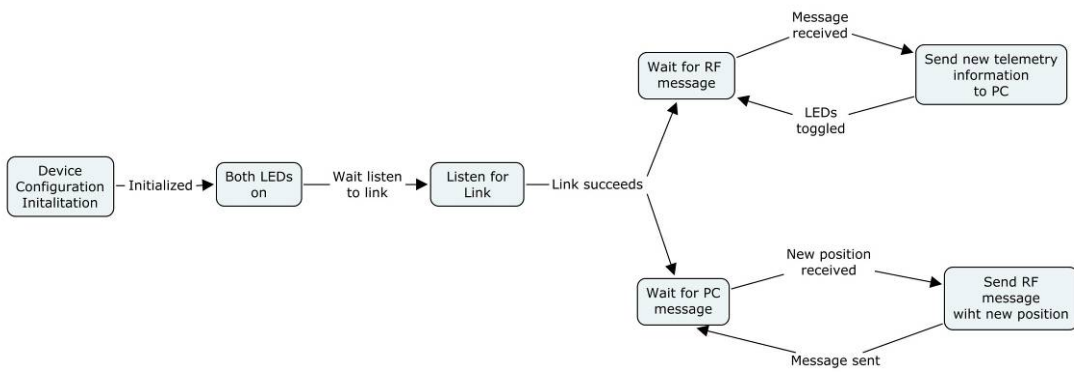 Device
Configuration
Initalitation
Initialized
Both LEDs
on
Wait listen
to link
Listen for
Link
Link succeeds
Wait for RF
message
Message
received
Send new telemetry
information
to PC
LEDs
toggled
Wait for PC
message
New position
received
Send RF
message
wiht new position
Message sent